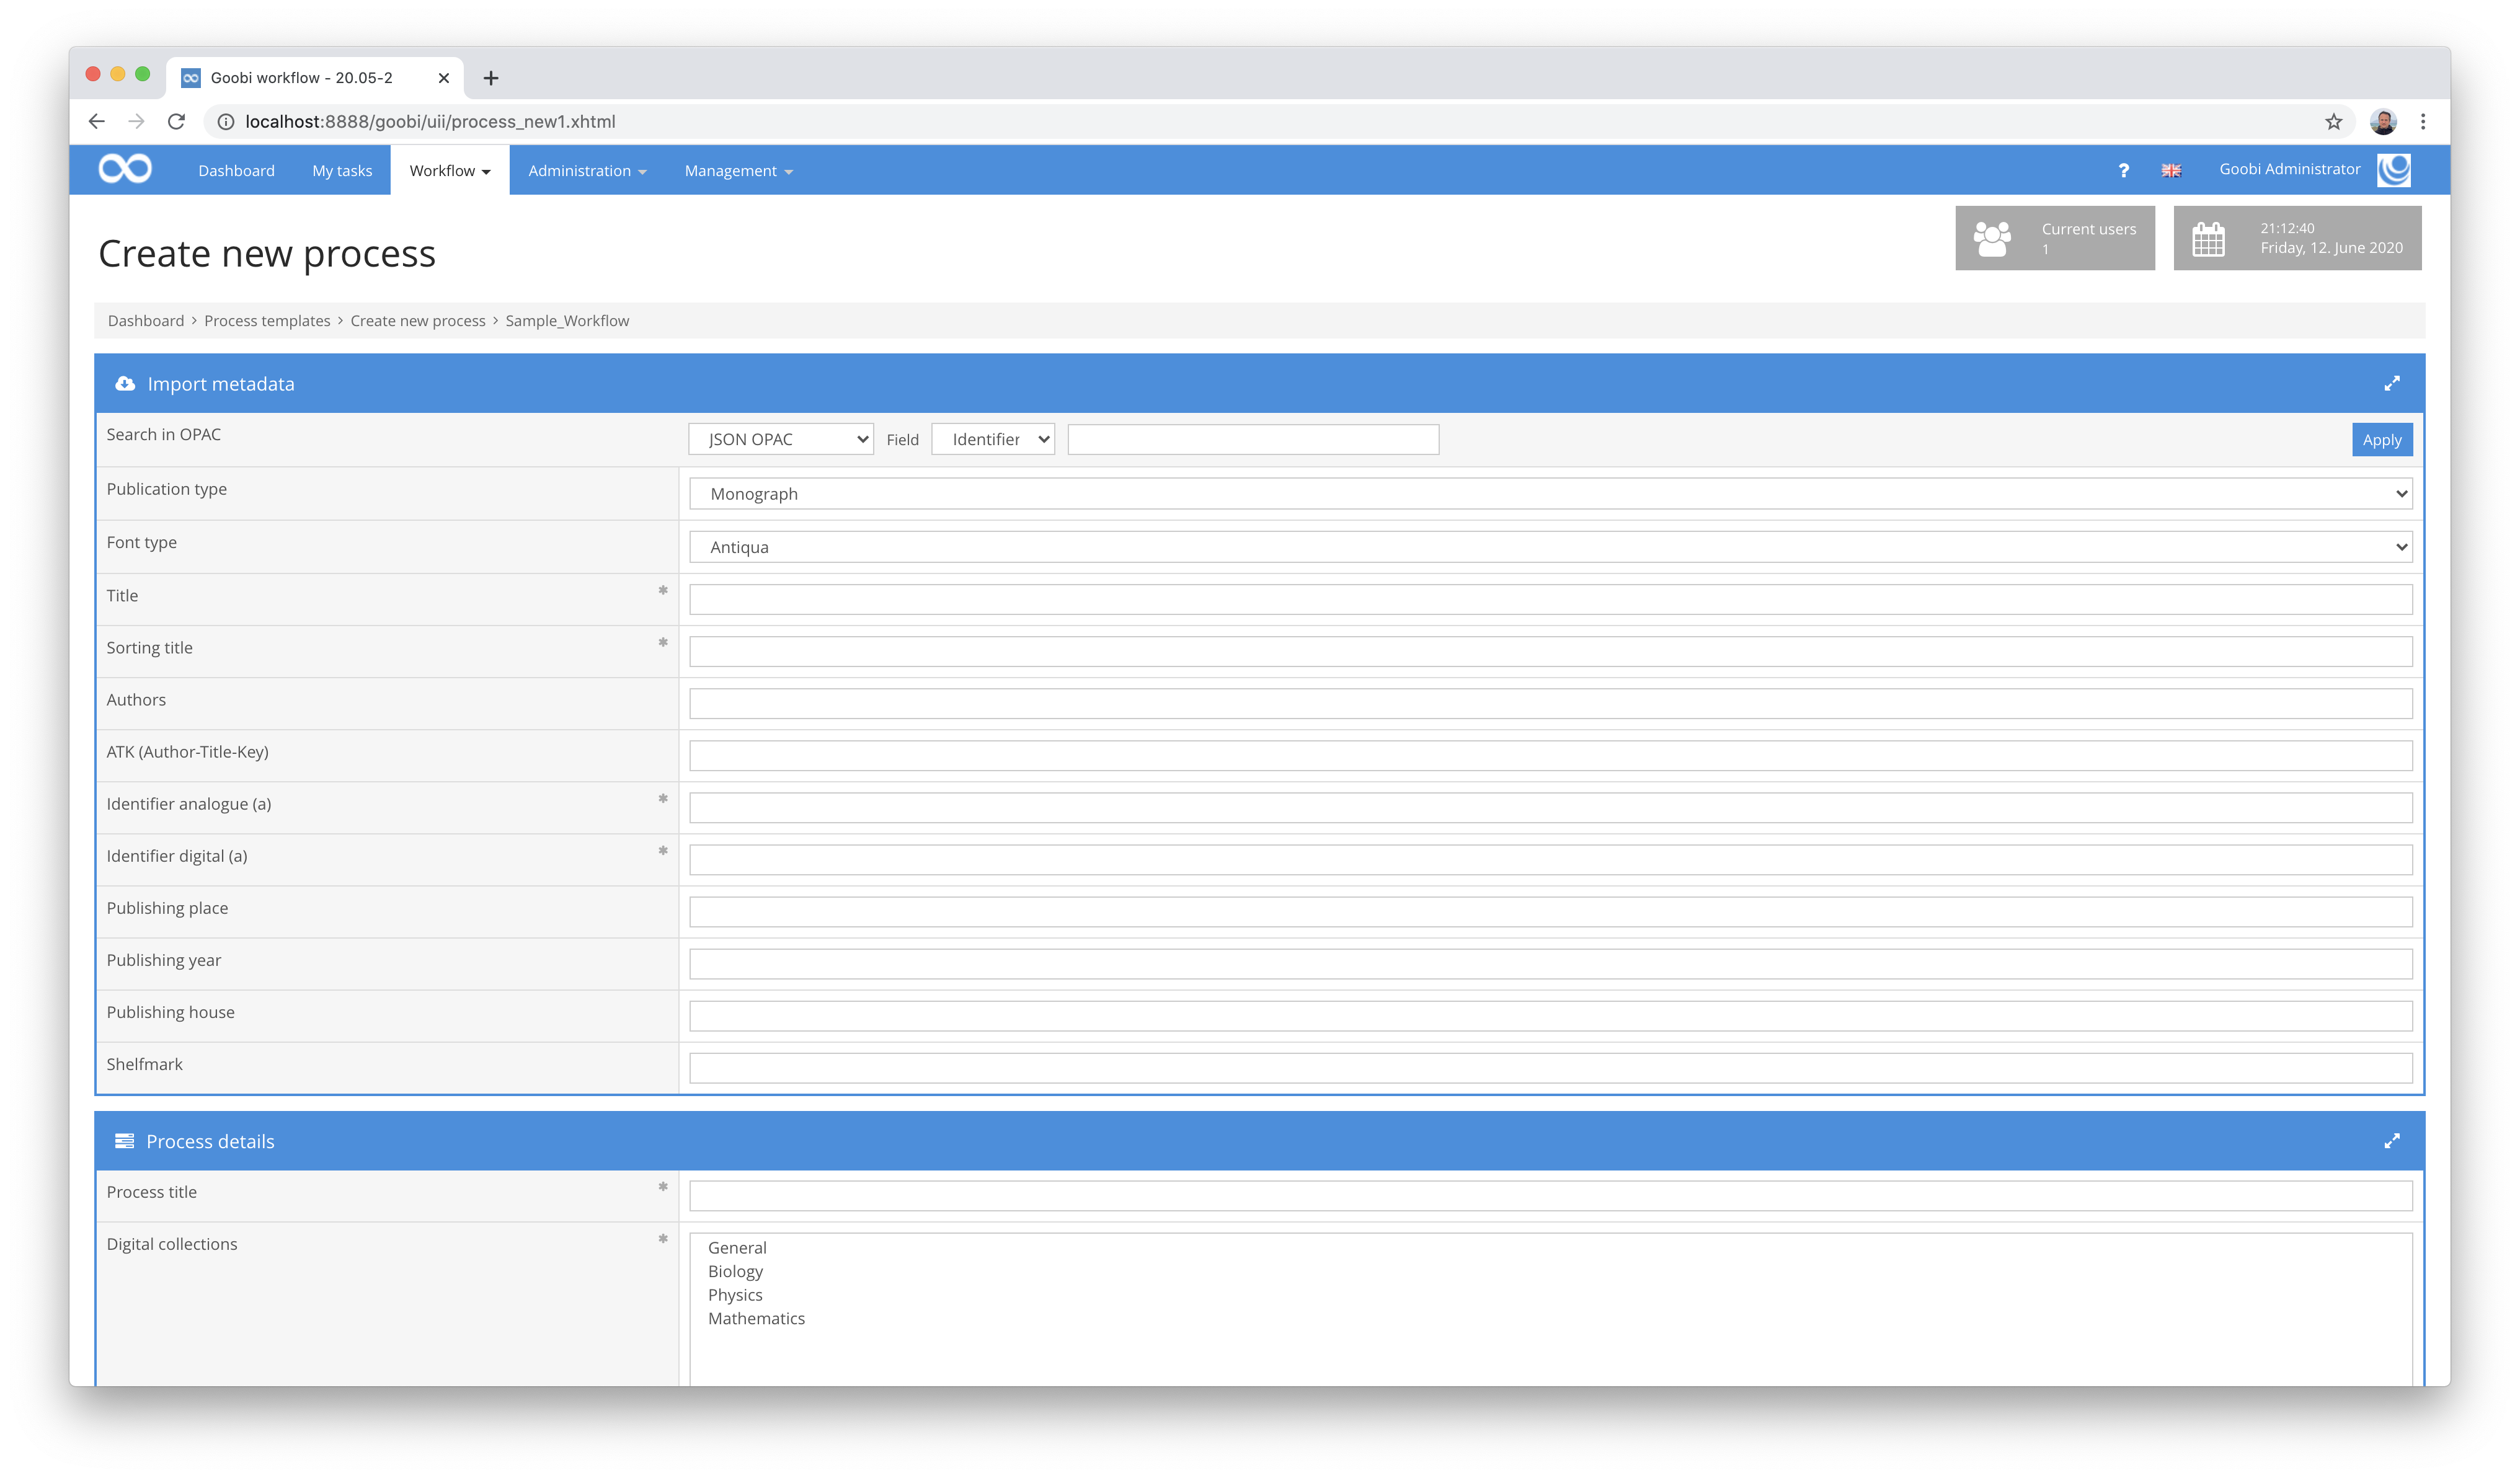 Goobi workflow - 20.05-2
localhost:8888/goobi/uii/process_new1.xhtml
Dashboard My tasks Workflow Administration Management ? Goobi Administrator
Create new process
Current users
1
21:12:40
Friday, 12. June 2020
Dashboard > Process templates > Create new process > Sample_Workflow
Import metadata
Search in OPAC JSON OPAC Field Identifier Apply
Publication type Monograph
Font type Antiqua
Title *
Sorting title *
Authors
ATK (Author-Title-Key)
Identifier analogue (a) *
Identifier digital (a) *
Publishing place
Publishing year
Publishing house
Shelfmark
Process details
Process title *
Digital collections *
General
Biology
Physics
Mathematics